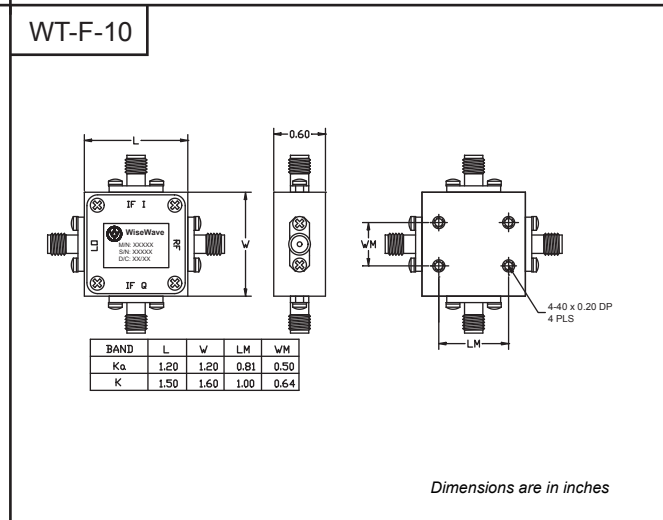 WT-F-10
L
0.60
IF I
WiseWave
M/N: XXXXX
S/N: XXXXX
D/C: XX/XX
LO
RF
IF Q
W
WM
4-40 x 0.20 DP
4 PLS
LM
BAND L W LM WM
Ka 1.20 1.20 0.81 0.50
K 1.50 1.60 1.00 0.64
Dimensions are in inches